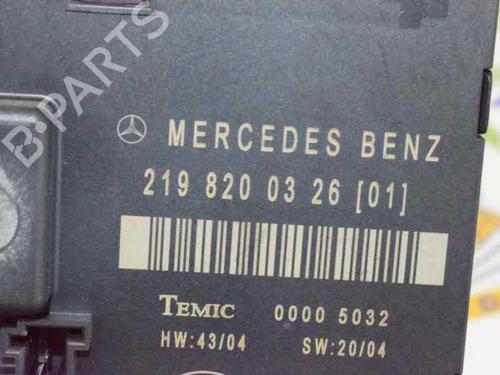 B-PARTS
MERCEDES BENZ
219 820 03 26 [01]
TEMIC 0000 5032
HW:43/04 SW:20/04